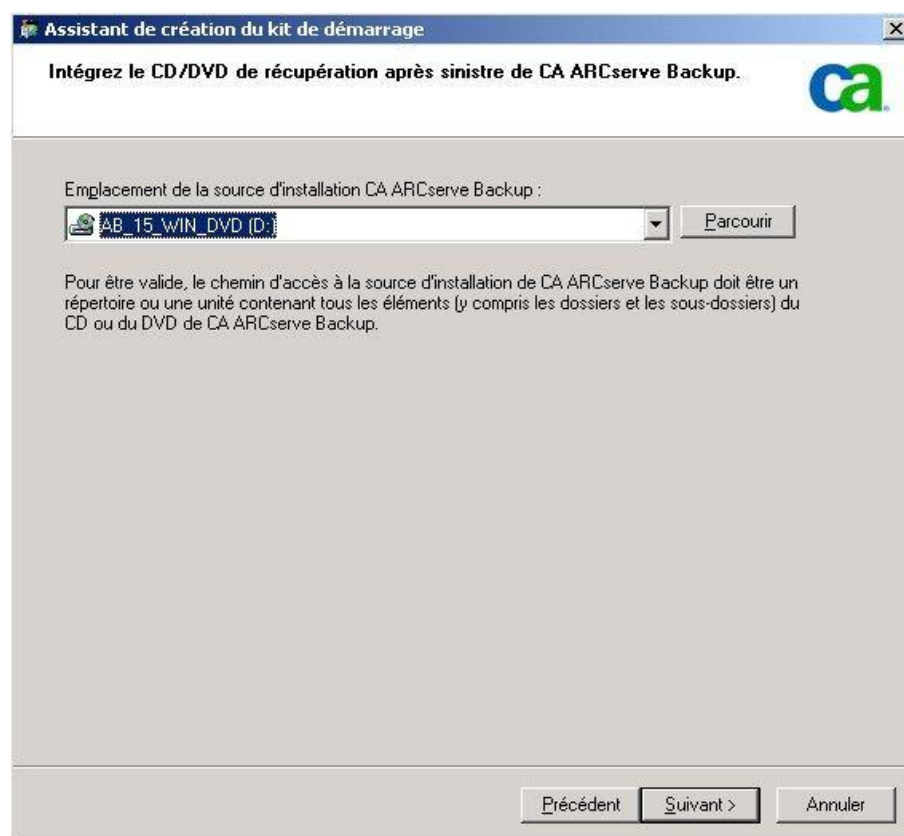 Assistant de création du kit de démarrage
Intégrez le CD/DVD de récupération après sinistre de CA ARCserve Backup.
ca
Emplacement de la source d'installation CA ARCserve Backup :
AB_15_WIN_DVD (D:)
Parcourir
Pour être valide, le chemin d'accès à la source d'installation de CA ARCserve Backup doit être un
répertoire ou une unité contenant tous les éléments (y compris les dossiers et les sous-dossiers) du
CD ou du DVD de CA ARCserve Backup.
Précédent
Suivant >
Annuler